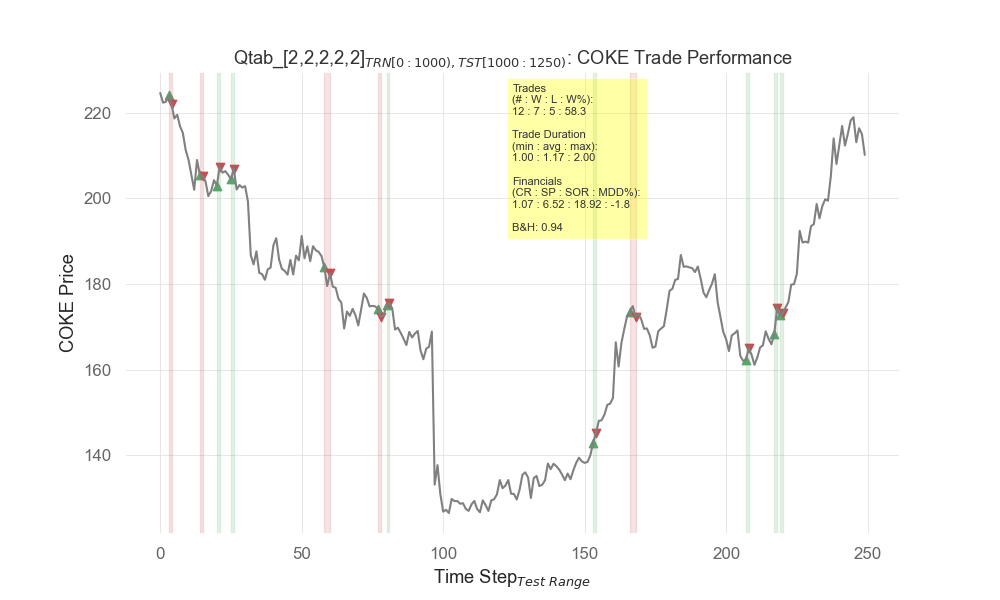 Qtab_[2,2,2,2,2]TRN[0 : 1000), TST[1000 : 1250): COKE Trade Performance
Trades
(# : W : L : W%):
12 : 7 : 5 : 58.3
Trade Duration
(min : avg : max):
1.00 : 1.17 : 2.00
Financials
(CR : SP : SOR : MDD%):
1.07 : 6.52 : 18.92 : -1.8
B&H: 0.94
COKE Price
220
200
180
160
140
0 50 100 150 200 250
Time StepTest Range